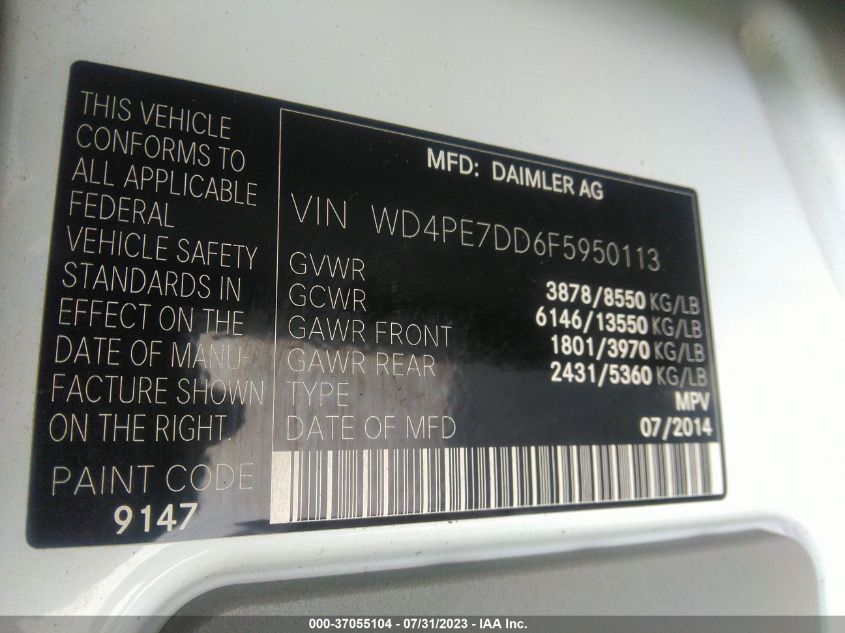 THIS VEHICLE
CONFORMS TO
ALL APPLICABLE
FEDERAL
VEHICLE SAFETY
STANDARDS IN
EFFECT ON THE
DATE OF MANU-
FACTURE SHOWN
ON THE RIGHT.
PAINT CODE
9147
MFD: DAIMLER AG
VIN WD4PE7DD6F5950113
GVWR 3878/8550 KG/LB
GCWR 6146/13550 KG/LB
GAWR FRONT 1801/3970 KG/LB
GAWR REAR 2431/5360 KG/LB
TYPE MPV
DATE OF MFD 07/2014
000-37055104 - 07/31/2023 - IAA Inc.